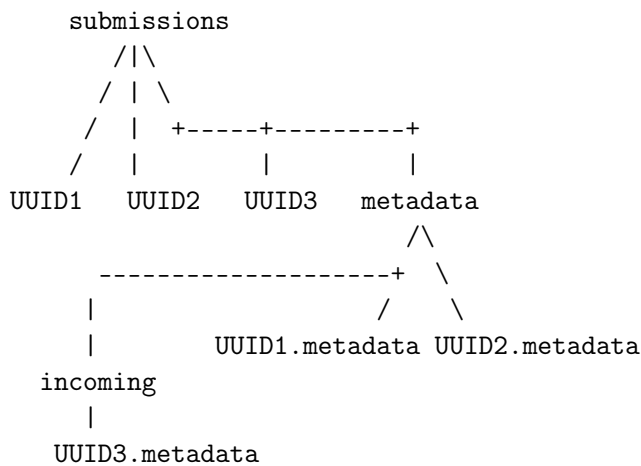 submissions
UUID1 UUID2 UUID3 metadata
UUID1.metadata UUID2.metadata
incoming
UUID3.metadata